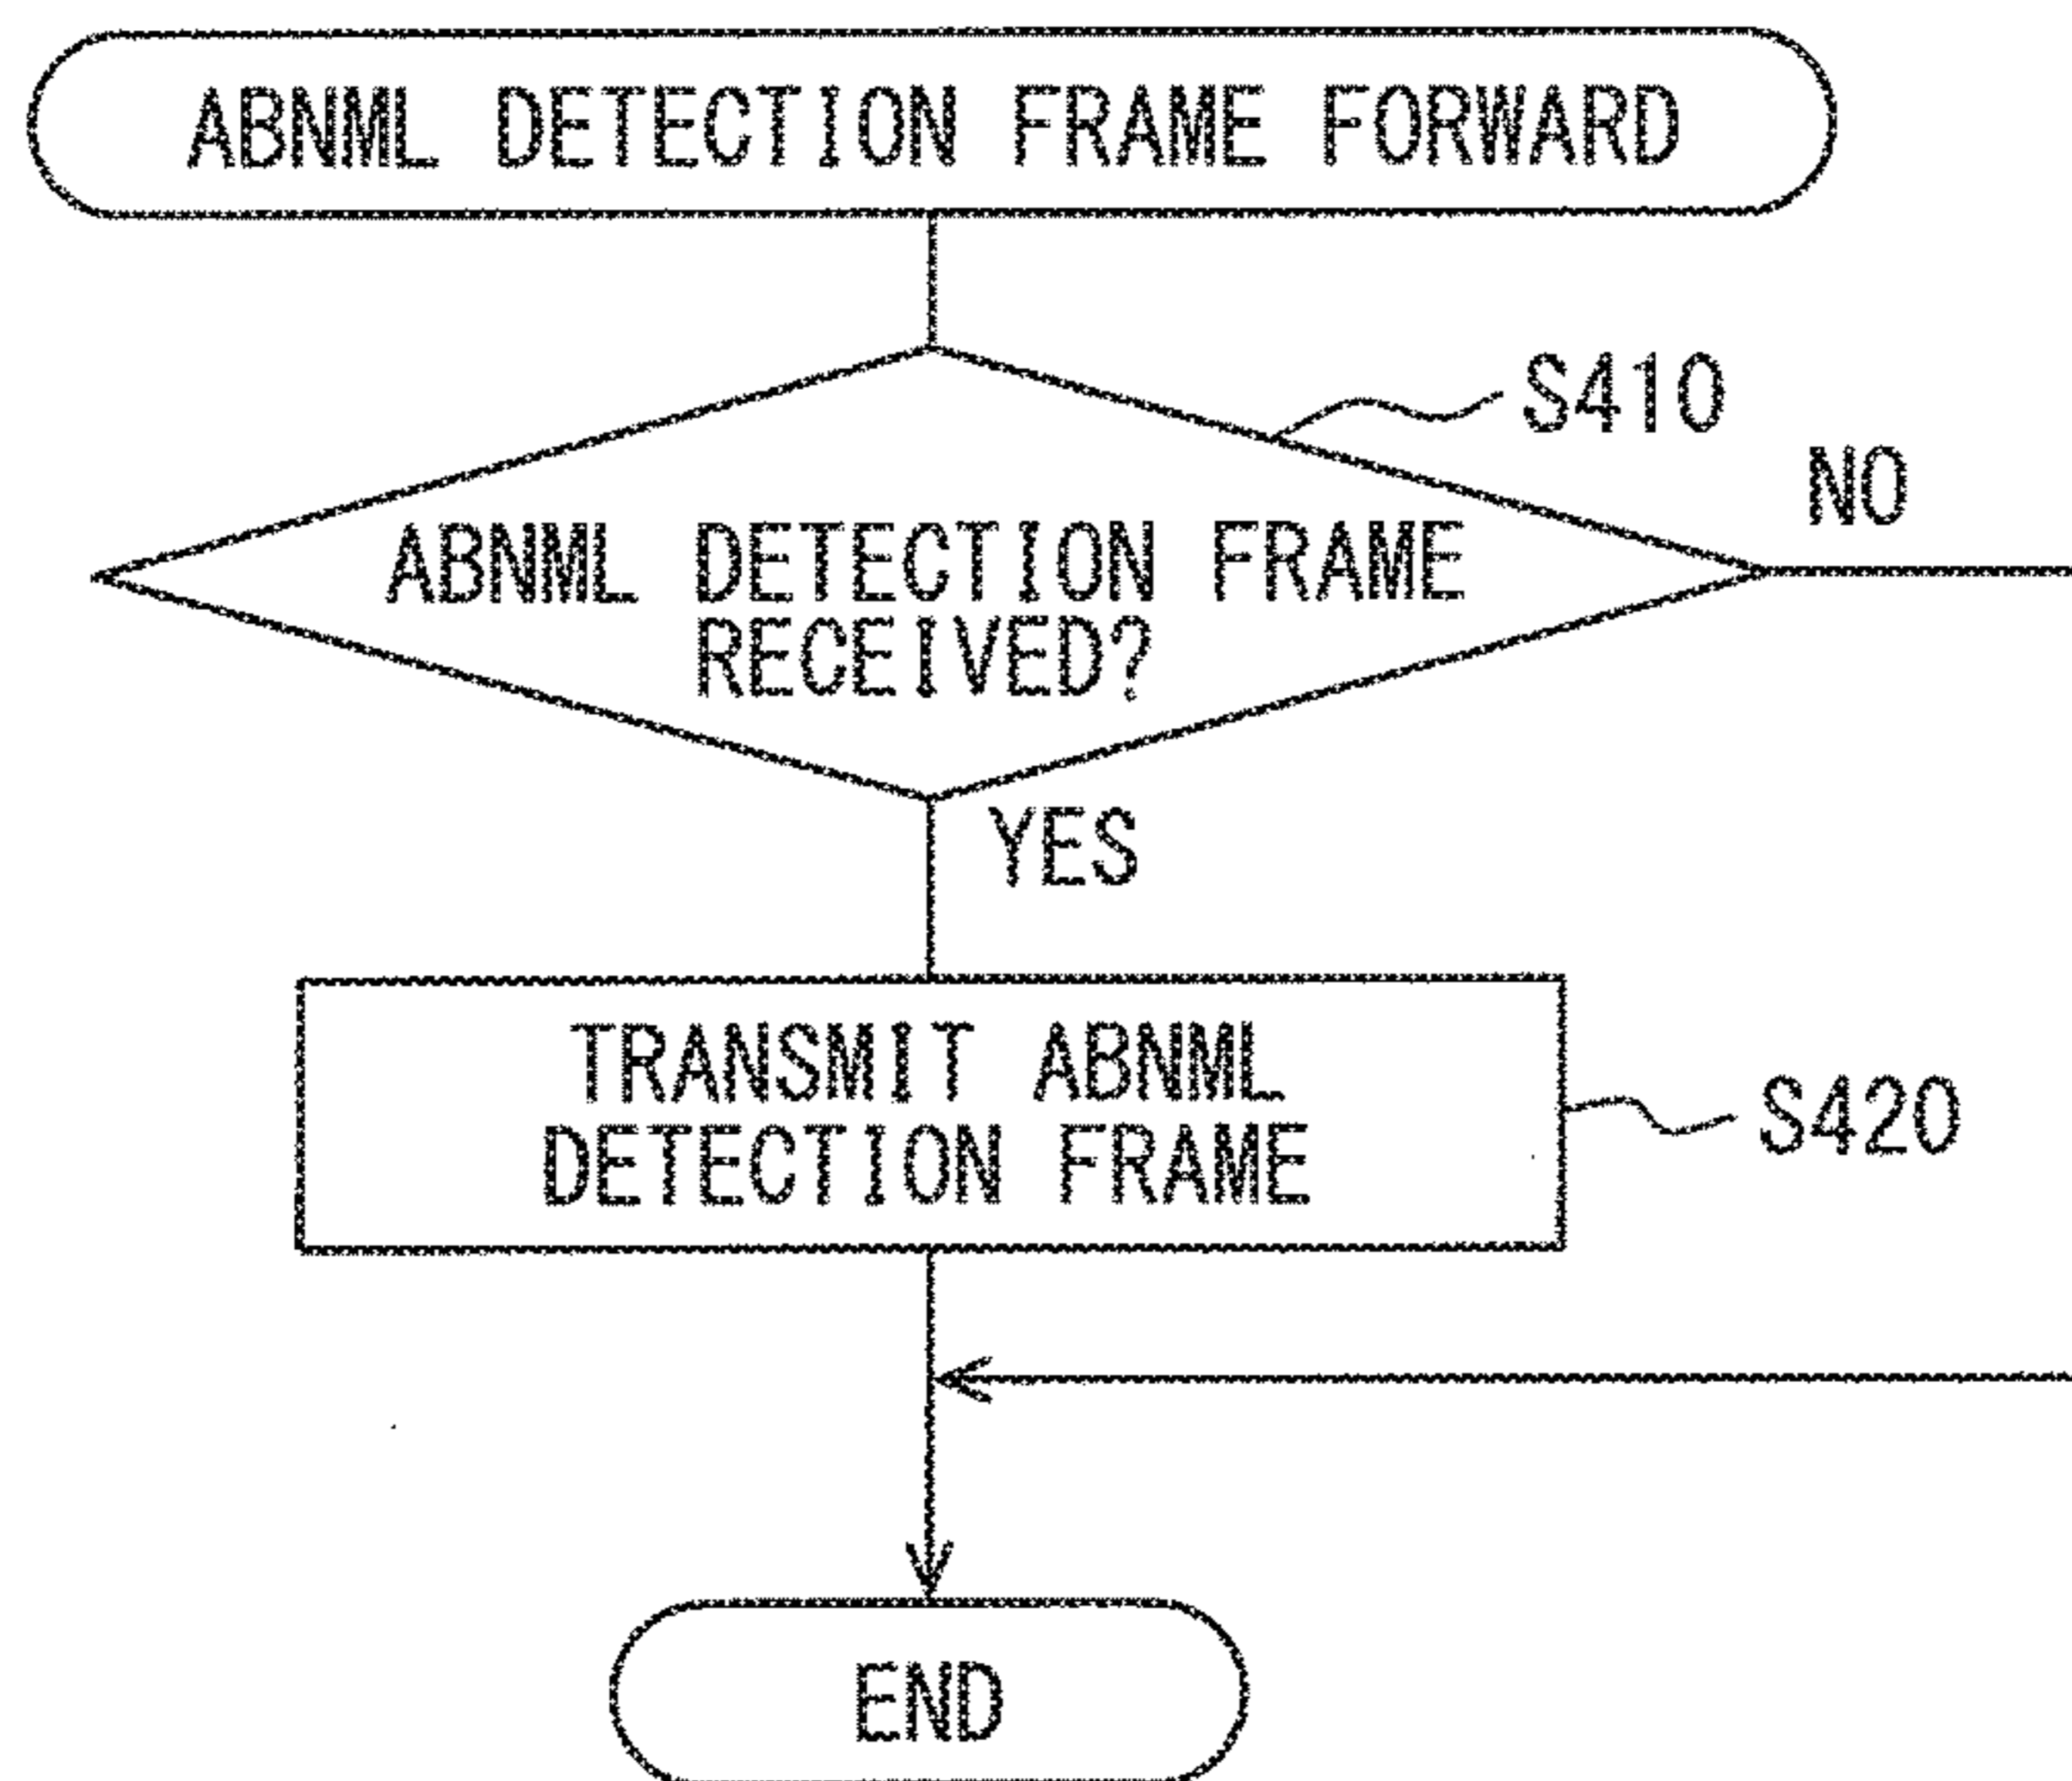 ABNML DETECTION FRAME FORWARD
S410
NO
ABNML DETECTION FRAME
RECEIVED?
YES
TRANSMIT ABNML
DETECTION FRAME
S420
END